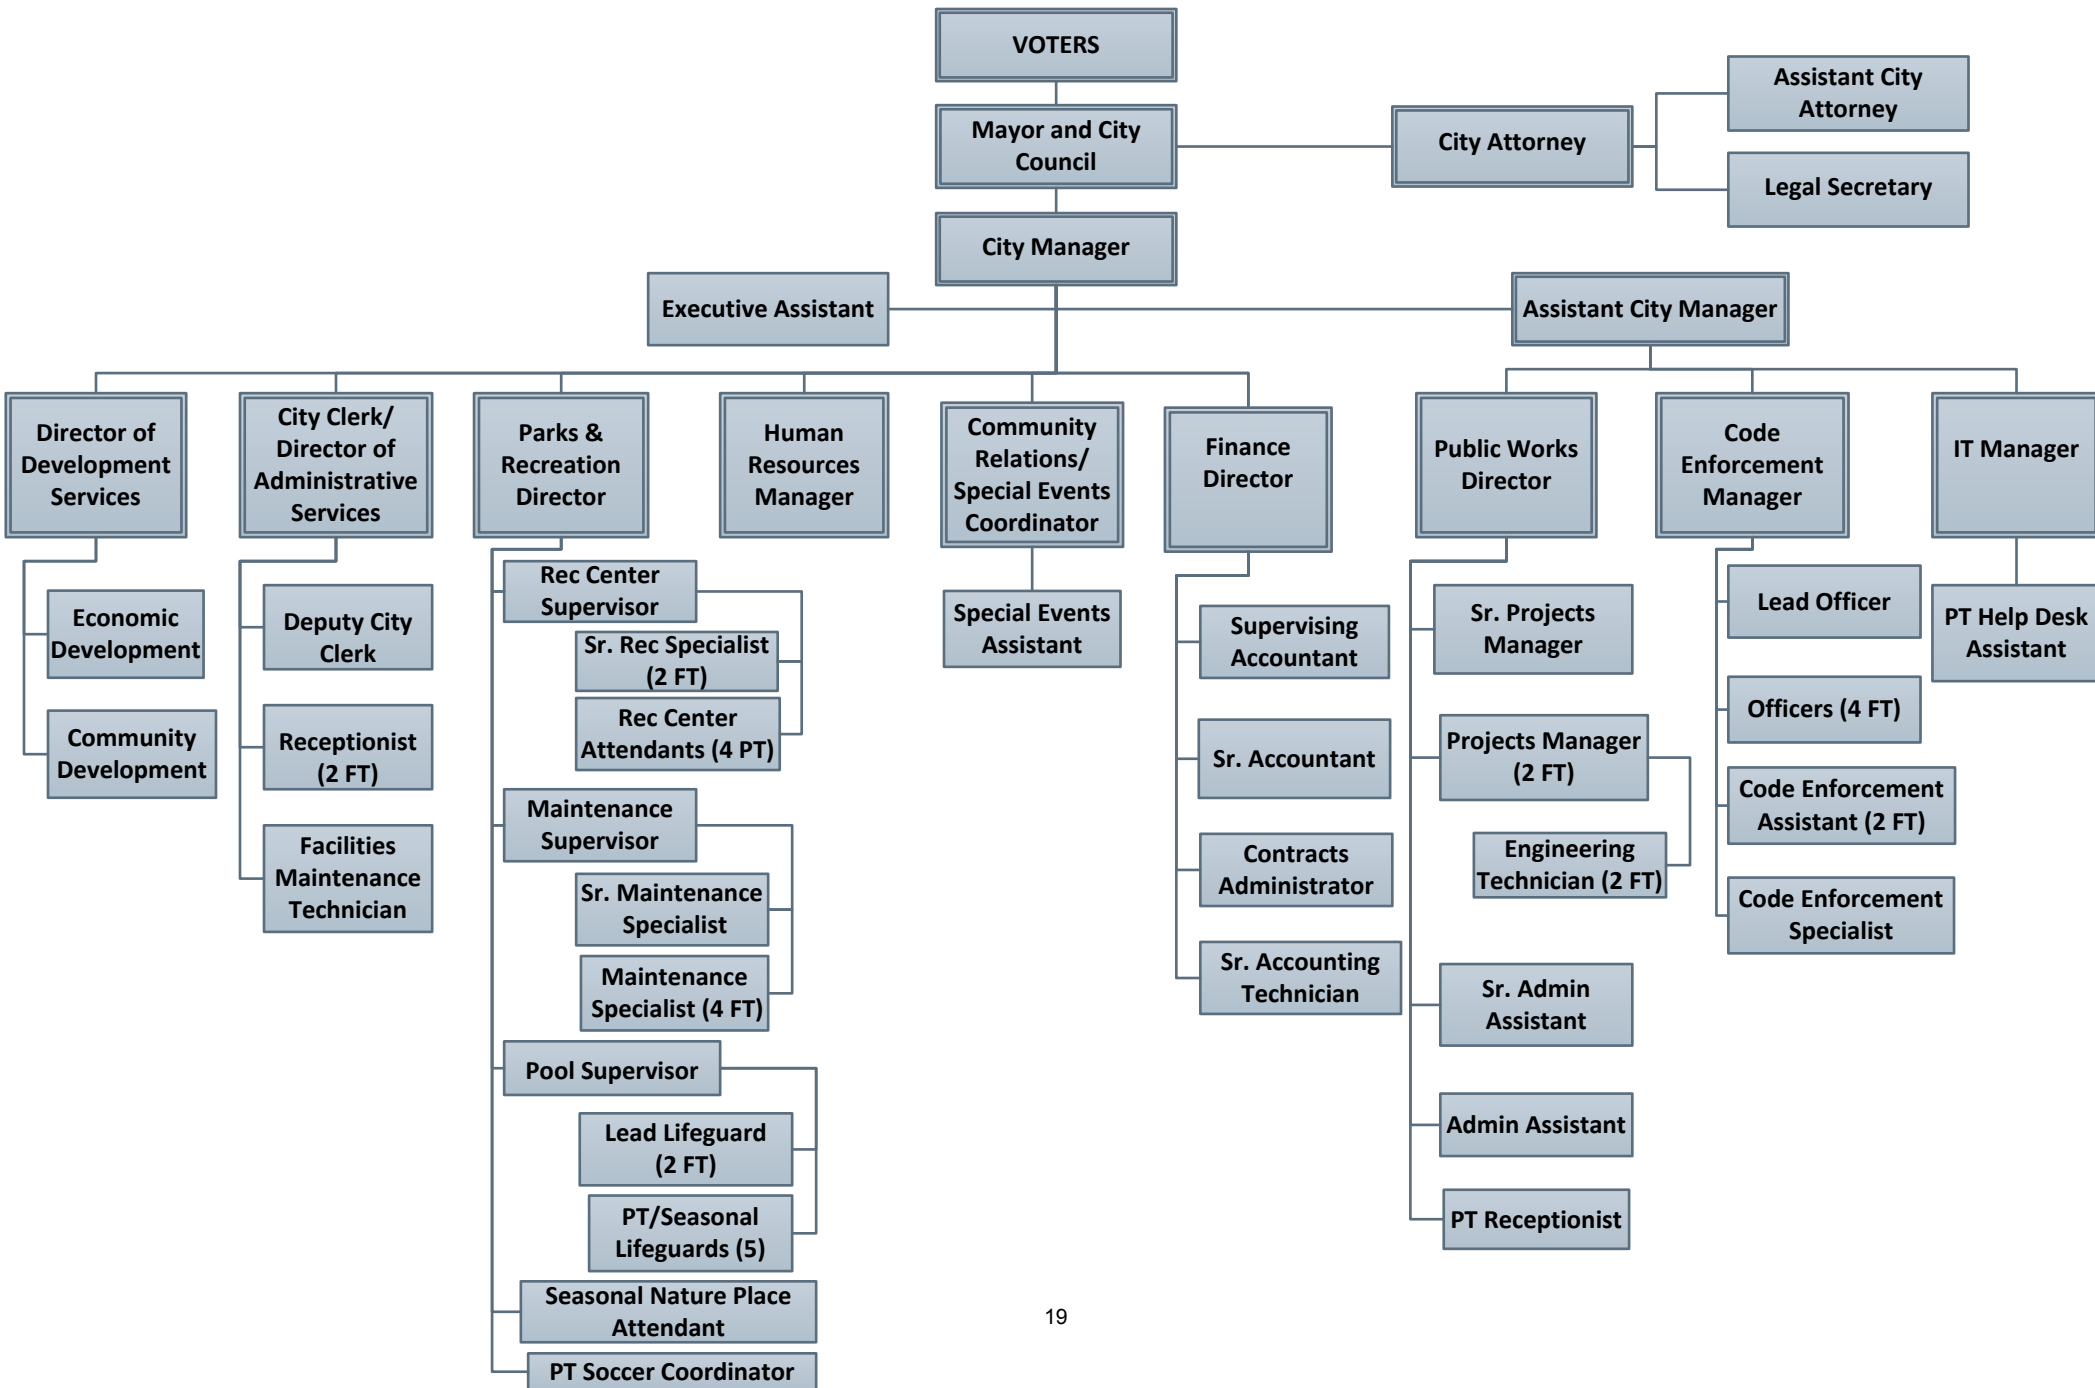 VOTERS
Mayor and City
Council
City Attorney
Assistant City
Attorney
Legal Secretary
City Manager
Executive Assistant
Assistant City Manager
Director of
Development
Services
Economic
Development
Community
Development
City Clerk/
Director of
Administrative
Services
Deputy City
Clerk
Receptionist
(2 FT)
Facilities
Maintenance
Technician
Parks &
Recreation
Director
Rec Center
Supervisor
Sr. Rec Specialist
(2 FT)
Rec Center
Attendants (4 PT)
Maintenance
Supervisor
Sr. Maintenance
Specialist
Maintenance
Specialist (4 FT)
Pool Supervisor
Lead Lifeguard
(2 FT)
PT/Seasonal
Lifeguards (5)
Seasonal Nature Place
Attendant
PT Soccer Coordinator
Human
Resources
Manager
Community
Relations/
Special Events
Coordinator
Special Events
Assistant
Finance
Director
Supervising
Accountant
Sr. Accountant
Contracts
Administrator
Sr. Accounting
Technician
Public Works
Director
Sr. Projects
Manager
Projects Manager
(2 FT)
Engineering
Technician (2 FT)
Sr. Admin
Assistant
Admin Assistant
PT Receptionist
Code
Enforcement
Manager
Lead Officer
Officers (4 FT)
Code Enforcement
Assistant (2 FT)
Code Enforcement
Specialist
IT Manager
PT Help Desk
Assistant
19